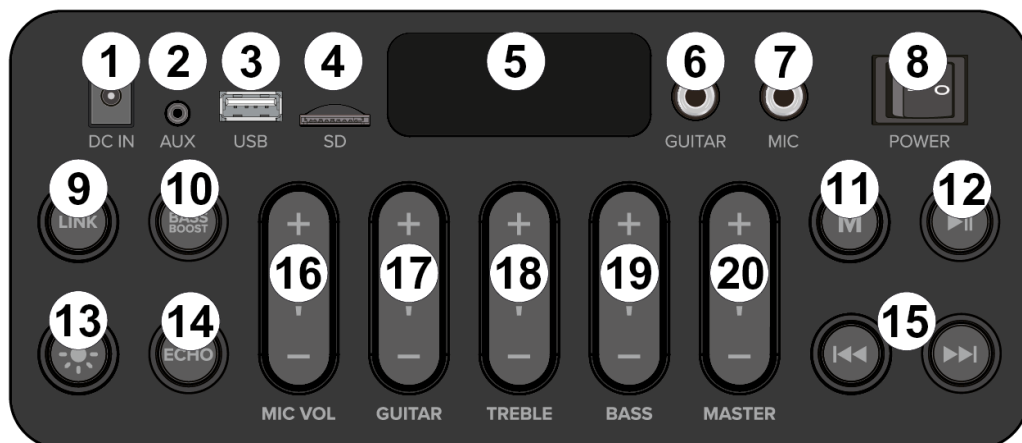 1 2 3 4 5 6 7 8
DC IN AUX USB SD GUITAR MIC POWER
9 10 11 12
LINK BASS BOOST M
16 17 18 19 20
13 14 15
ECHO
MIC VOL GUITAR TREBLE BASS MASTER